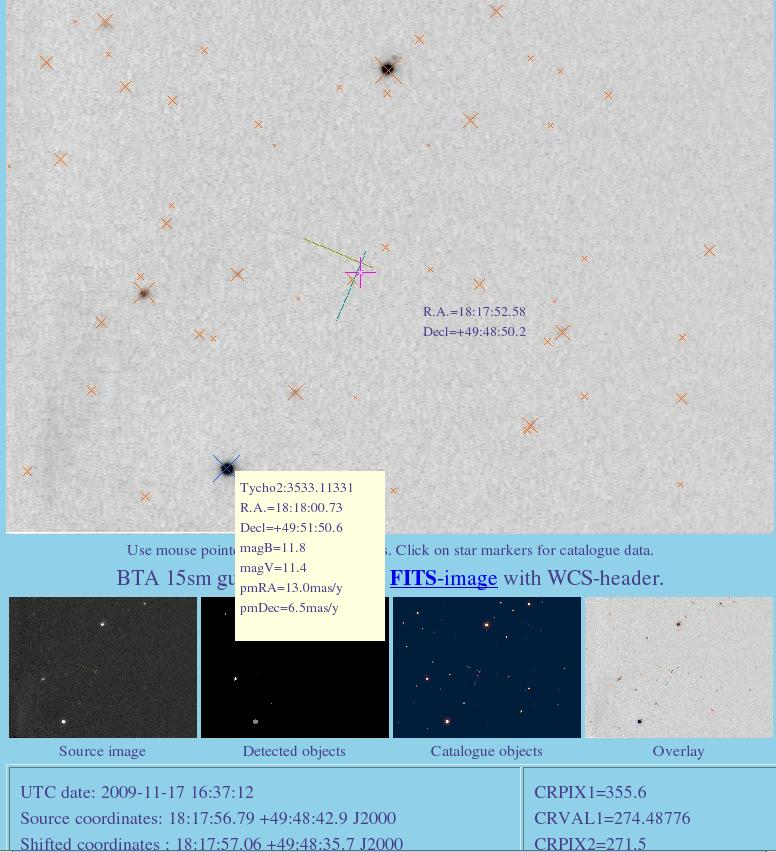 R.A.=18:17:52.58
Decl=+49:48:50.2
Tycho2:3533.11331
R.A.=18:18:00.73
Decl=+49:51:50.6
magB=11.8
magV=11.4
pmRA=13.0mas/y
pmDec=6.5mas/y
Use mouse s. Click on star markers for catalogue data.
BTA 15sm FITS-image with WCS-header.
Source image
Detected objects
Catalogue objects
Overlay
UTC date: 2009-11-17 16:37:12
Source coordinates: 18:17:56.79 +49:48:42.9 J2000
Shifted coordinates : 18:17:57.06 +49:48:35.7 J2000
CRPIX1=355.6
CRVAL1=274.48776
CRPIX2=271.5